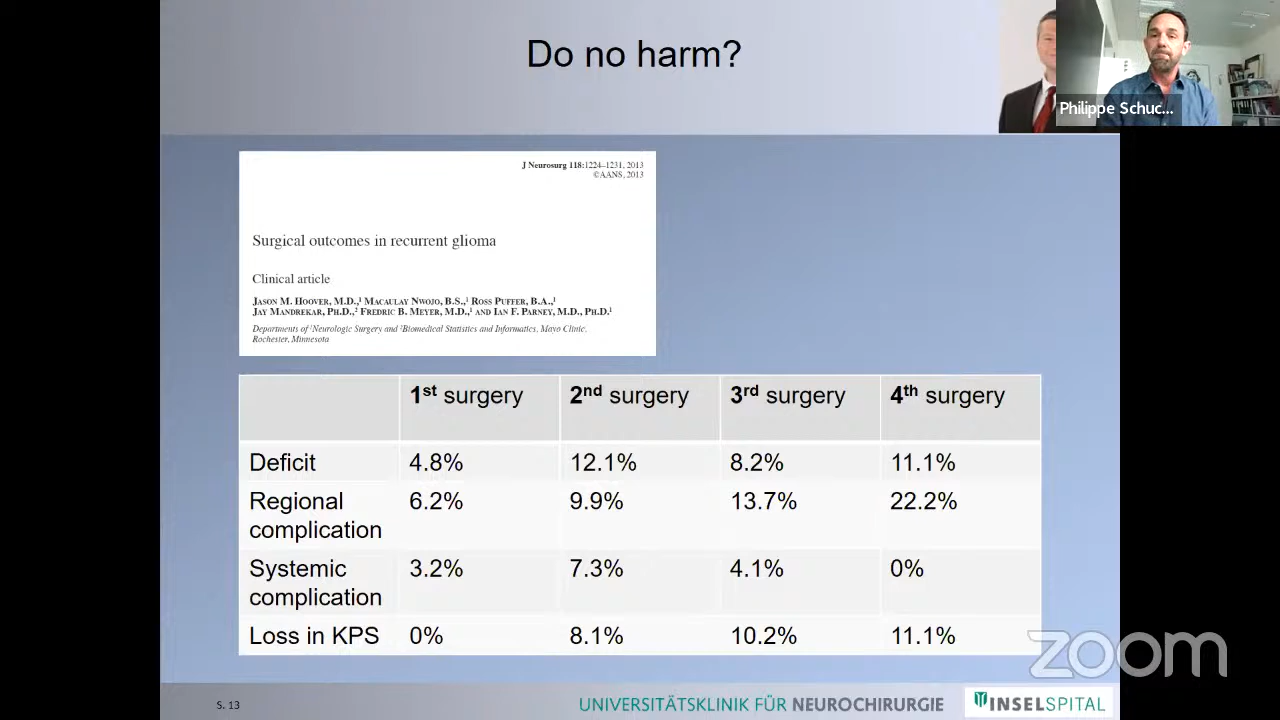 Do no harm?
Philippe Schuc...
J Neurosurg 118:1224–1231, 2013
©AANS, 2013
Surgical outcomes in recurrent glioma
Clinical article
Jason M. Hoover, M.D.,¹ Macaulay Nwojo, B.S.,¹ Ross Puffer, B.A.,¹
Jay Mandrekar, Ph.D.,² Fredric B. Meyer, M.D.,¹ and Ian F. Parney, M.D., Ph.D.¹
Departments of ¹Neurologic Surgery and ²Biomedical Statistics and Informatics, Mayo Clinic,
Rochester, Minnesota
1st surgery 2nd surgery 3rd surgery 4th surgery
Deficit 4.8% 12.1% 8.2% 11.1%
Regional 6.2% 9.9% 13.7% 22.2%
complication
Systemic 3.2% 7.3% 4.1% 0%
complication
Loss in KPS 0% 8.1% 10.2% 11.1%
zoom
S. 13
UNIVERSITÄTSKLINIK FÜR NEUROCHIRURGIE
INSELSPITAL